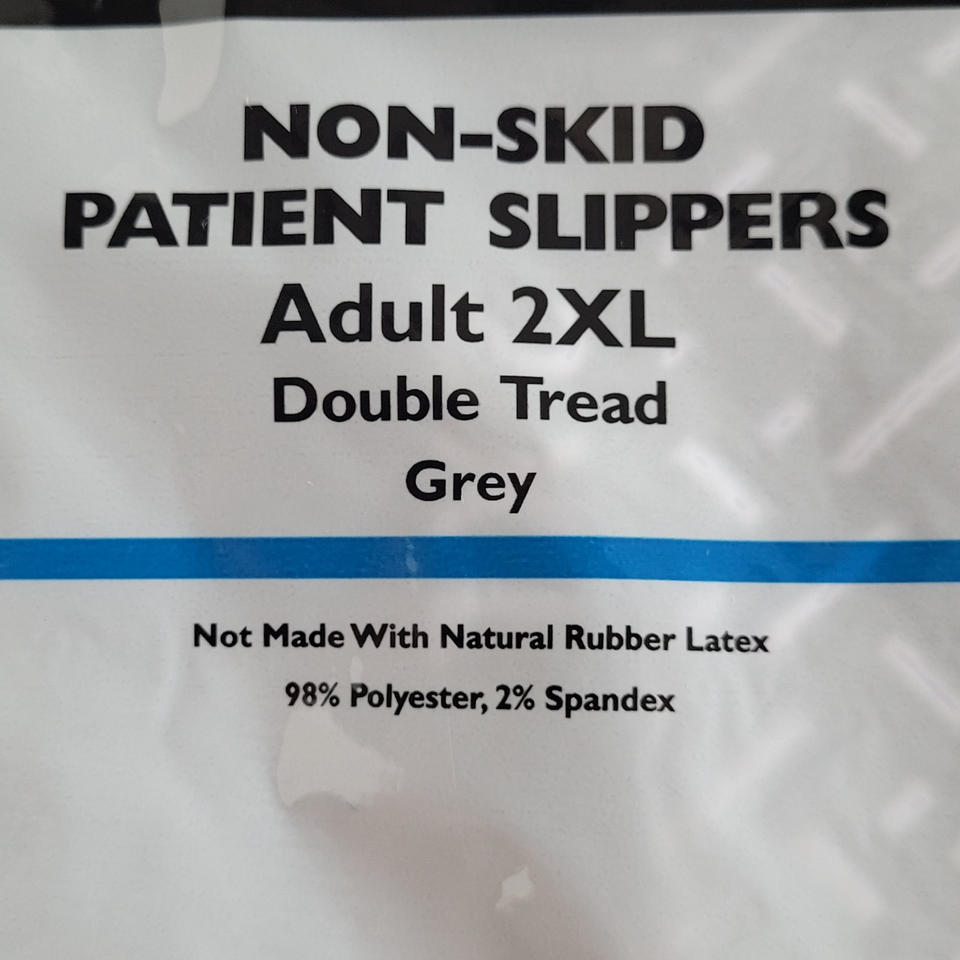 NON-SKID
PATIENT SLIPPERS
Adult 2XL
Double Tread
Grey
Not Made With Natural Rubber Latex
98% Polyester, 2% Spandex